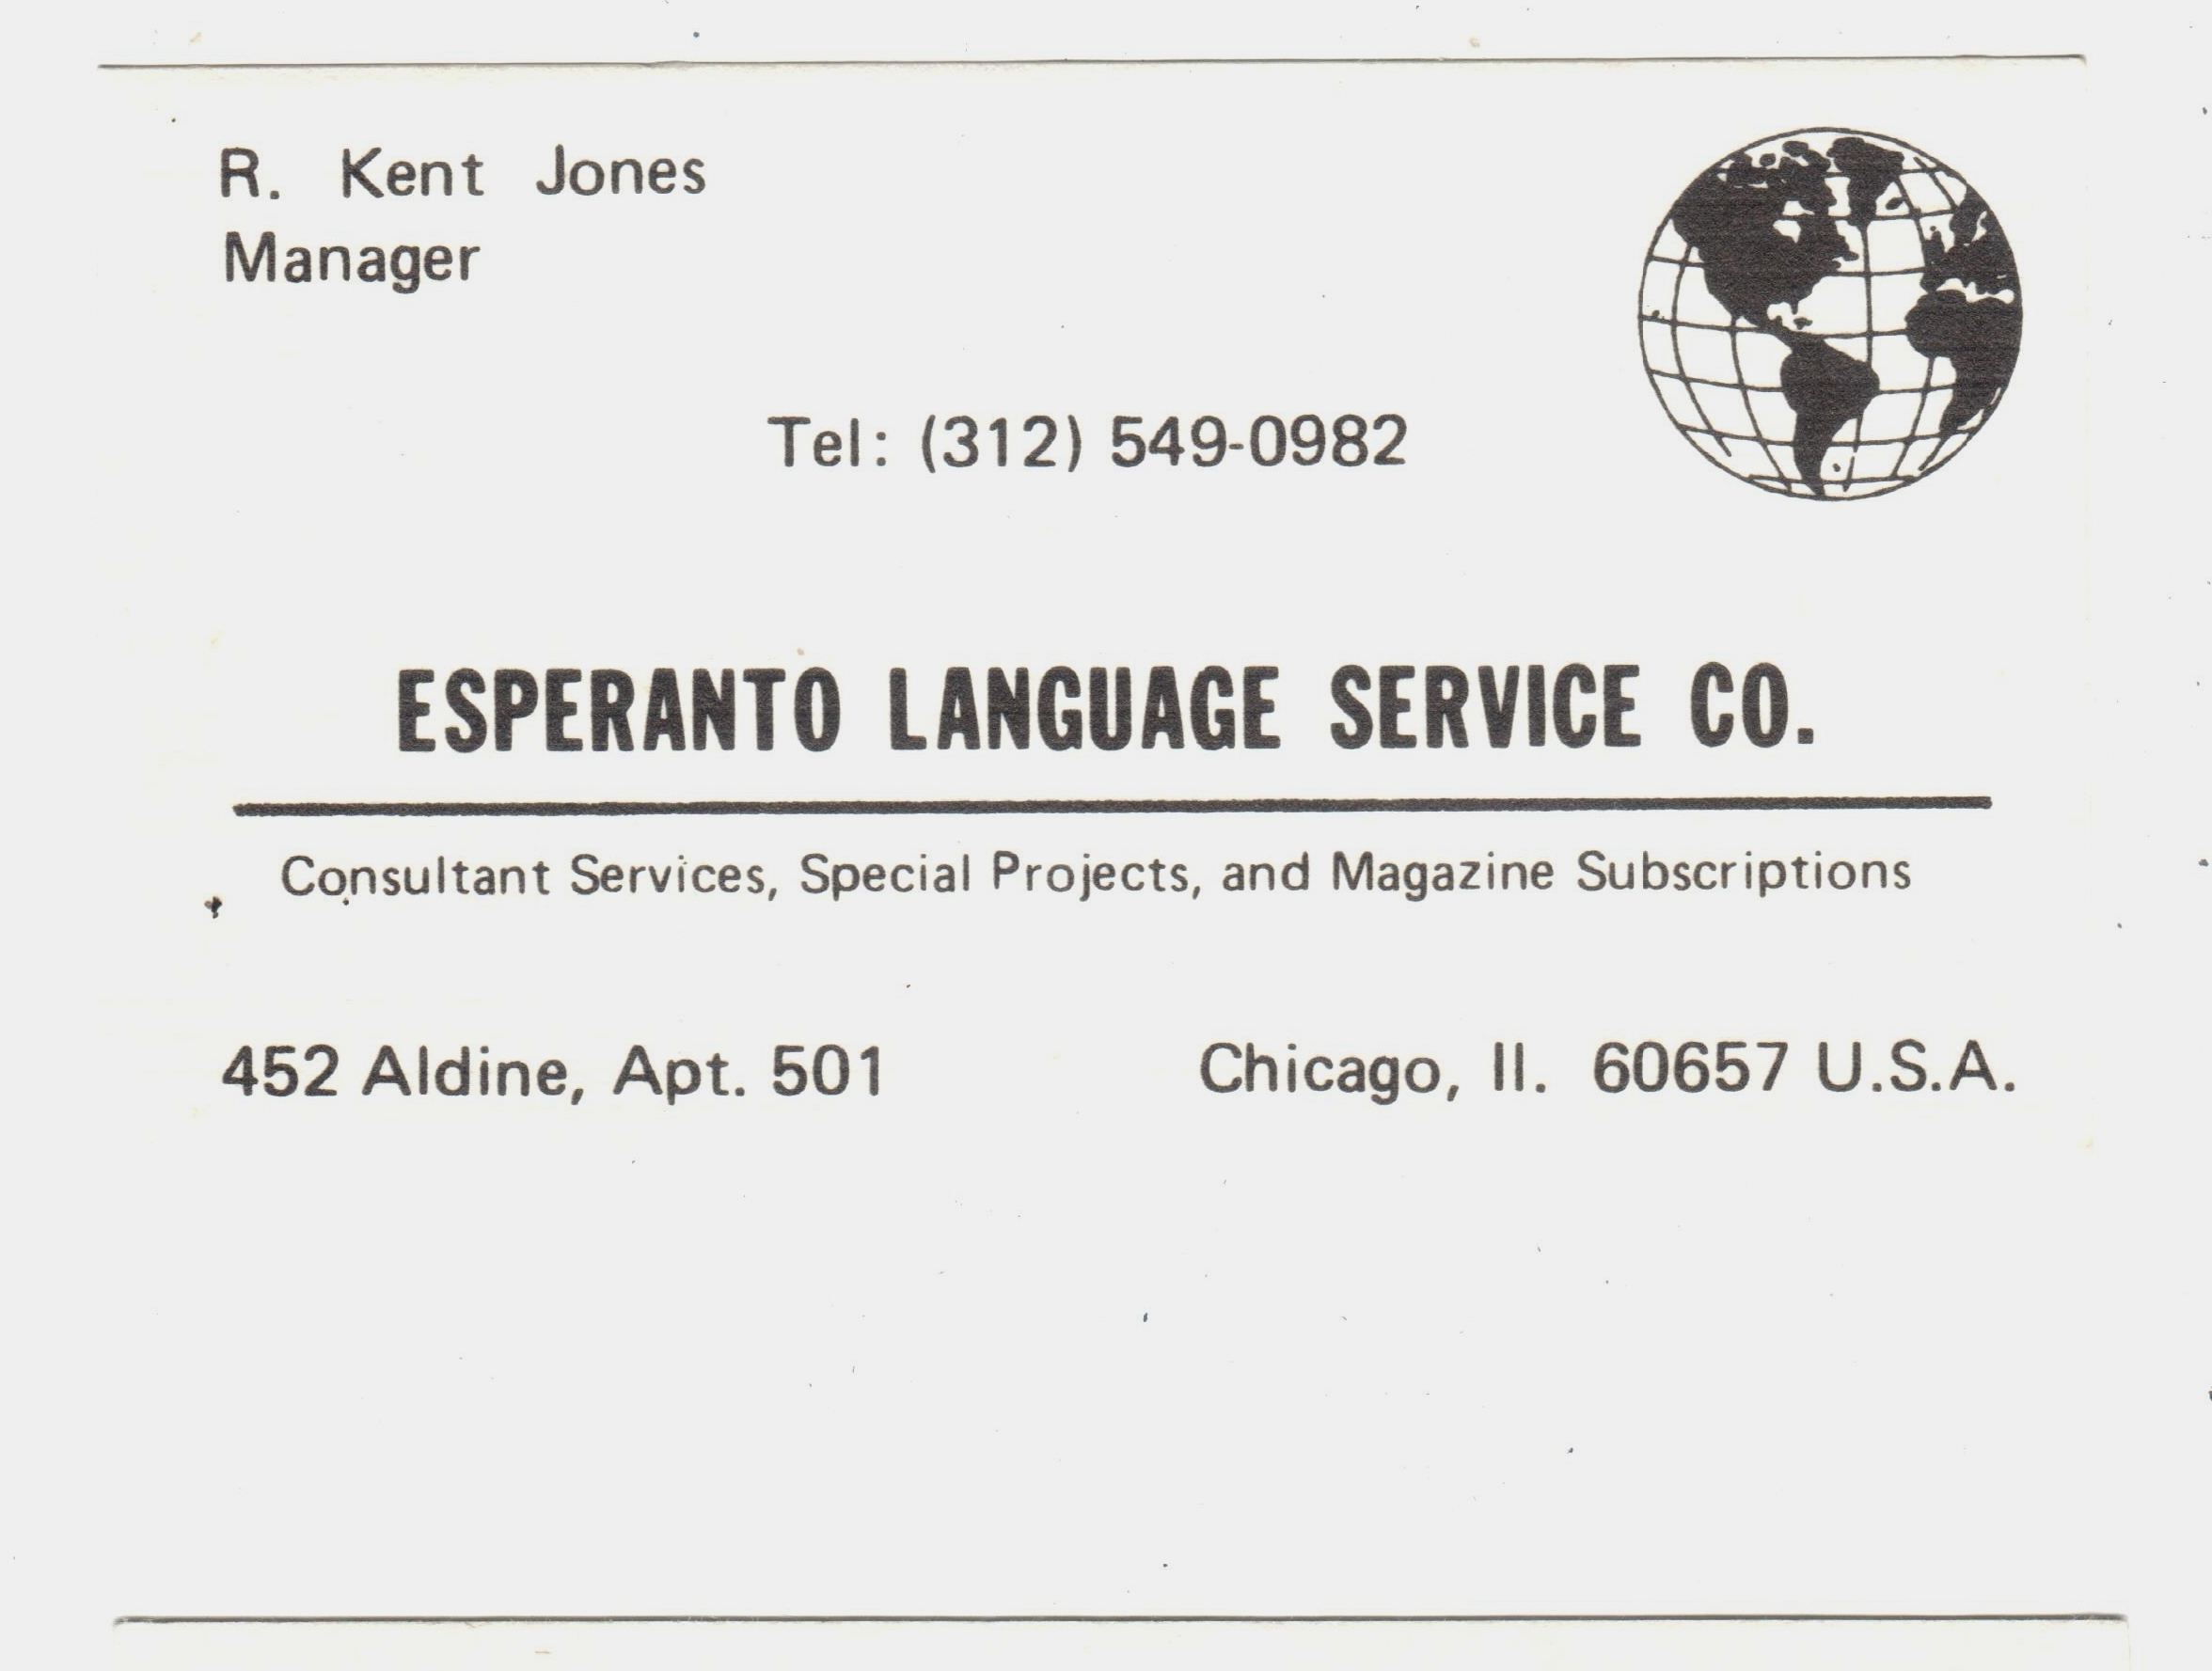 R. Kent Jones
Manager
Tel: (312) 549-0982
ESPERANTO LANGUAGE SERVICE CO.
Consultant Services, Special Projects, and Magazine Subscriptions
452 Aldine, Apt. 501 Chicago, Il. 60657 U.S.A.